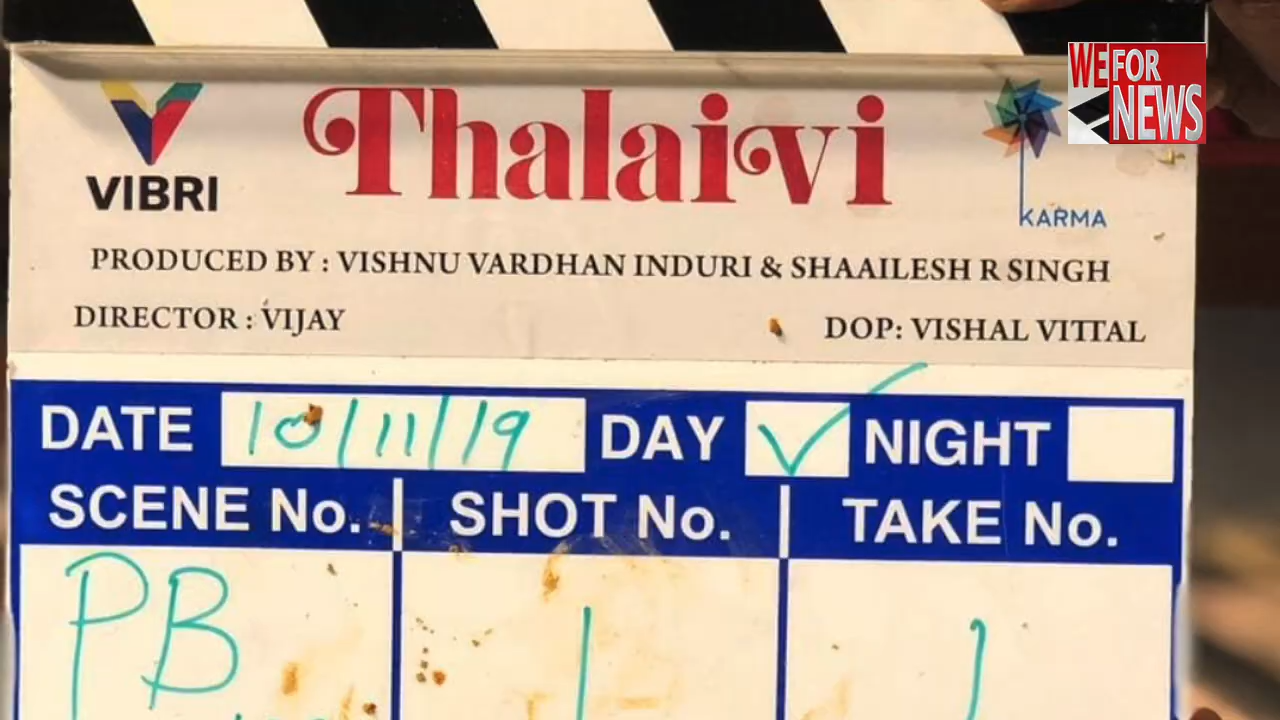 WE FOR
NEWS
VIBRI
Thalaivi
KARMA
PRODUCED BY : VISHNU VARDHAN INDURI & SHAAILESH R SINGH
DIRECTOR : VIJAY
DOP: VISHAL VITTAL
DATE 10/11/19 DAY ✓ NIGHT
SCENE No. SHOT No. TAKE No.
PB 1 1